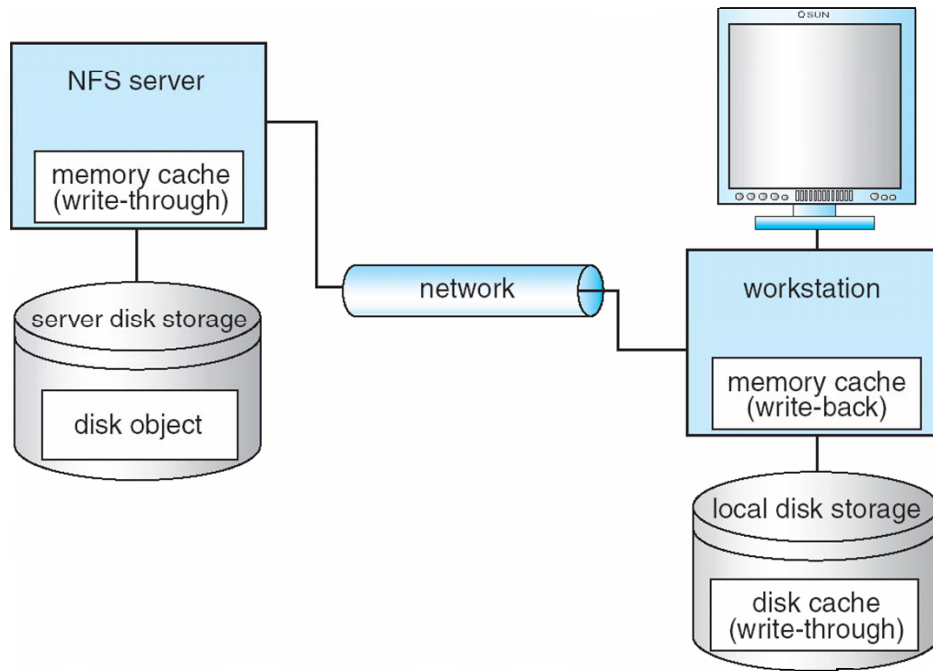 SUN
NFS server
memory cache
(write-through)
server disk storage
disk object
network
workstation
memory cache
(write-back)
local disk storage
disk cache
(write-through)